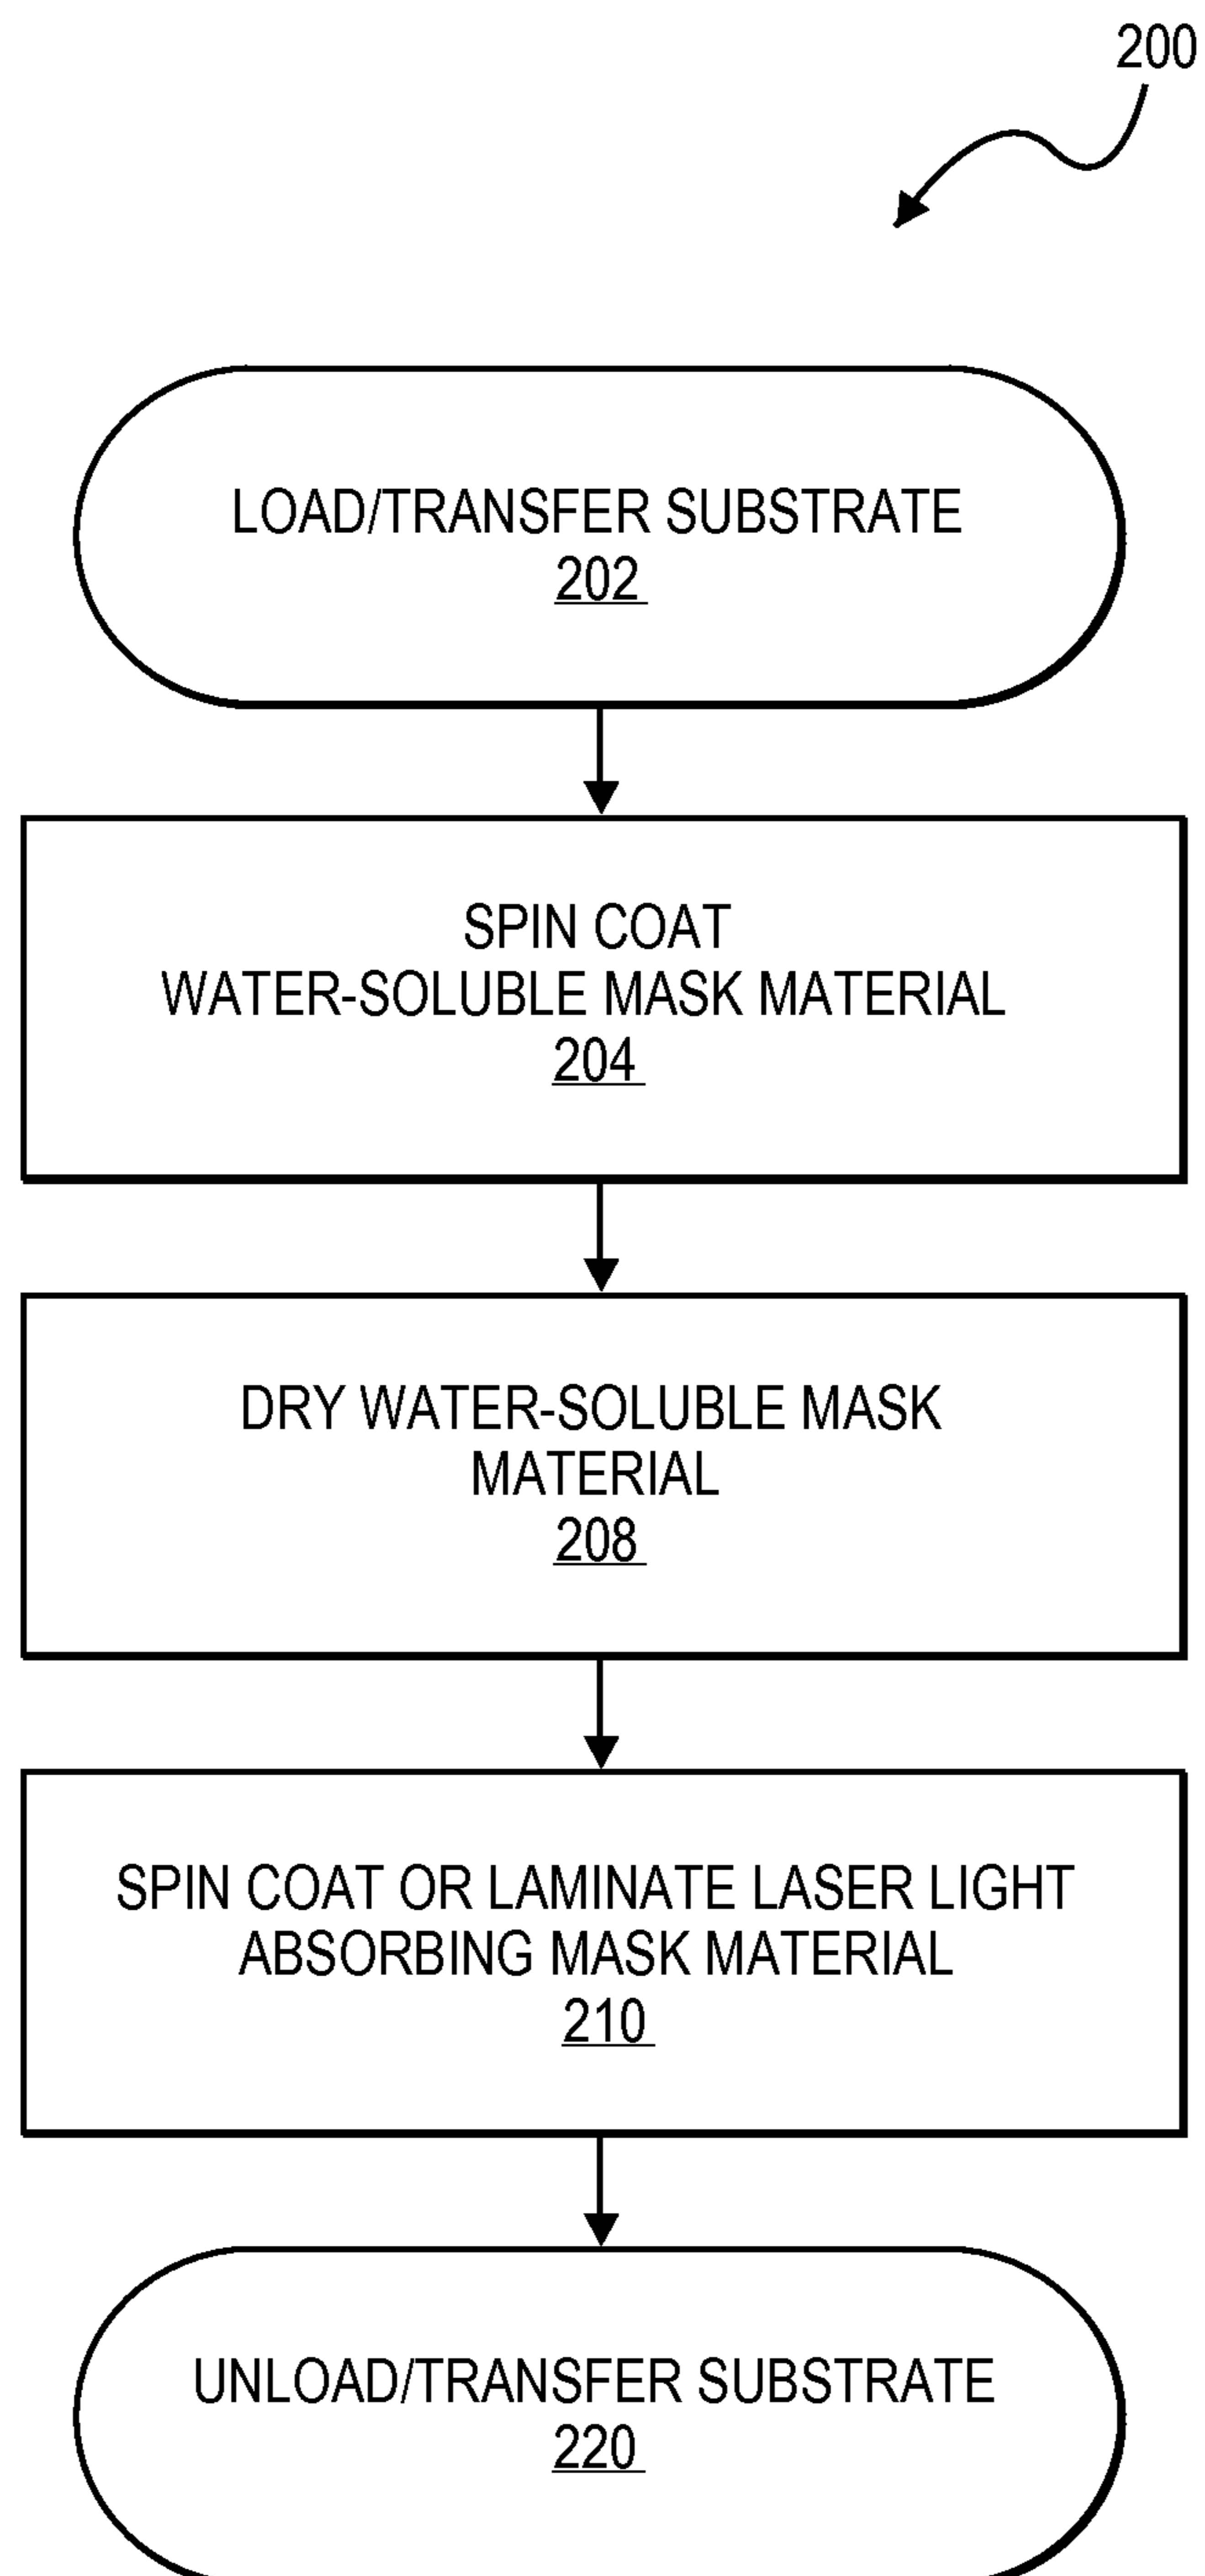 200
LOAD/TRANSFER SUBSTRATE
202
SPIN COAT
WATER-SOLUBLE MASK MATERIAL
204
DRY WATER-SOLUBLE MASK
MATERIAL
208
SPIN COAT OR LAMINATE LASER LIGHT
ABSORBING MASK MATERIAL
210
UNLOAD/TRANSFER SUBSTRATE
220